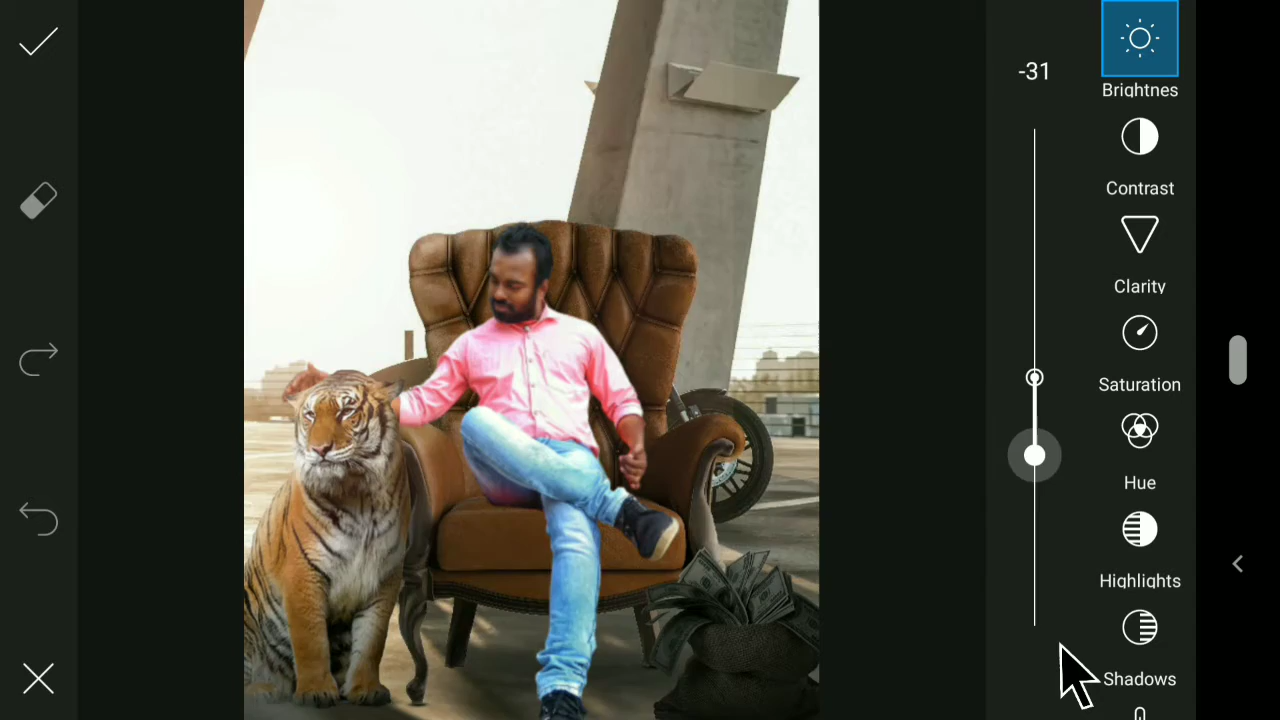 -31
Brightnes
Contrast
Clarity
Saturation
Hue
Highlights
Shadows